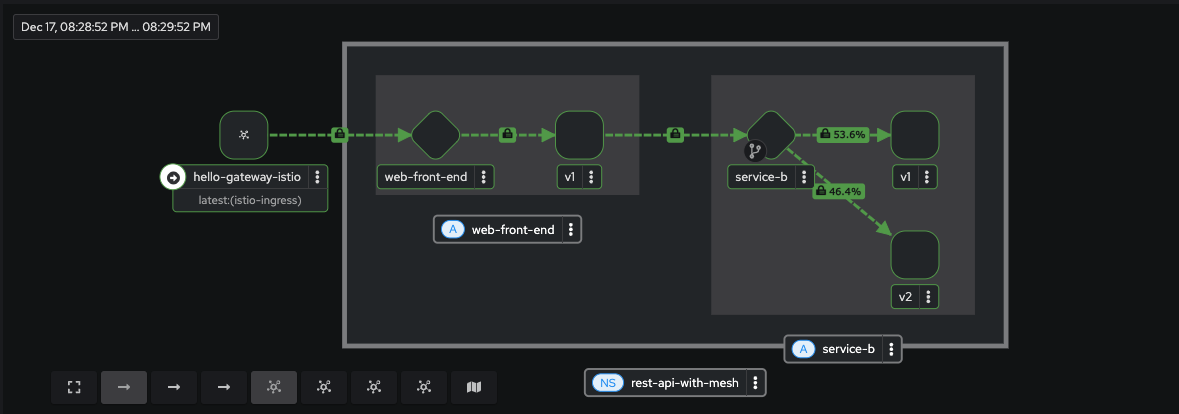 Dec 17, 08:28:52 PM ... 08:29:52 PM
53.6%
hello-gateway-istio
latest:(istio-ingress)
web-front-end
v1
service-b
v1
46.4%
A web-front-end
v2
A service-b
NS rest-api-with-mesh